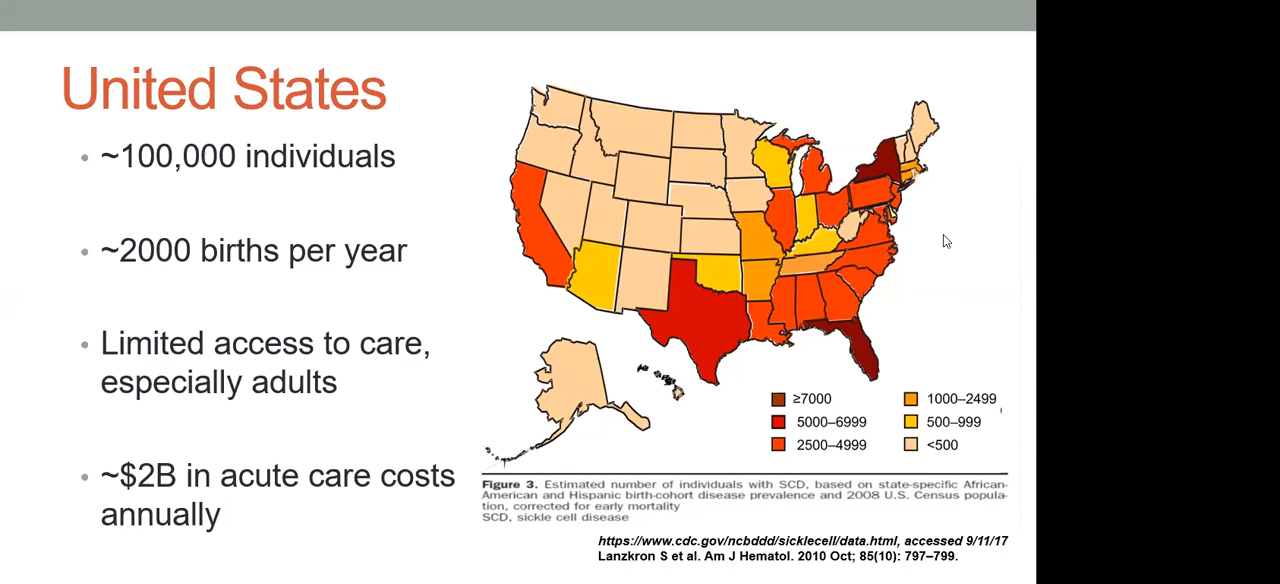 United States
• ~100,000 individuals
• ~2000 births per year
• Limited access to care,
especially adults
• ~$2B in acute care costs
annually
≥7000
5000–6999
2500–4999
1000–2499
500–999
<500
Figure 3. Estimated number of individuals with SCD, based on state-specific African-
American and Hispanic birth-cohort disease prevalence and 2008 U.S. Census popula-
tion, corrected for early mortality
SCD, sickle cell disease
https://www.cdc.gov/ncbddd/sicklecell/data.html, accessed 9/11/17
Lanzkron S et al. Am J Hematol. 2010 Oct; 85(10): 797–799.